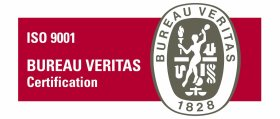 ISO 9001
BUREAU VERITAS
Certification
BUREAU VERITAS
1828